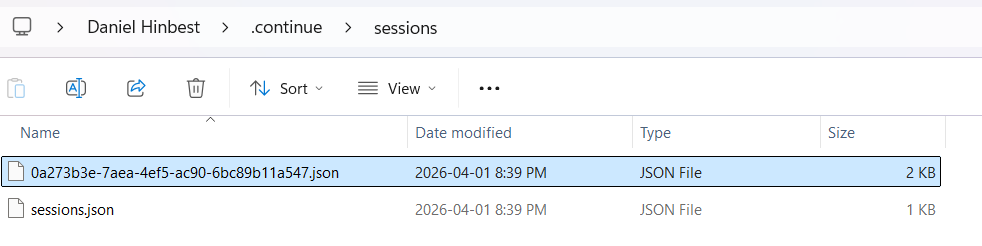 Daniel Hinbest > .continue > sessions
Sort View
Name Date modified Type Size
0a273b3e-7aea-4ef5-ac90-6bc89b11a547.json 2026-04-01 8:39 PM JSON File 2 KB
sessions.json 2026-04-01 8:39 PM JSON File 1 KB